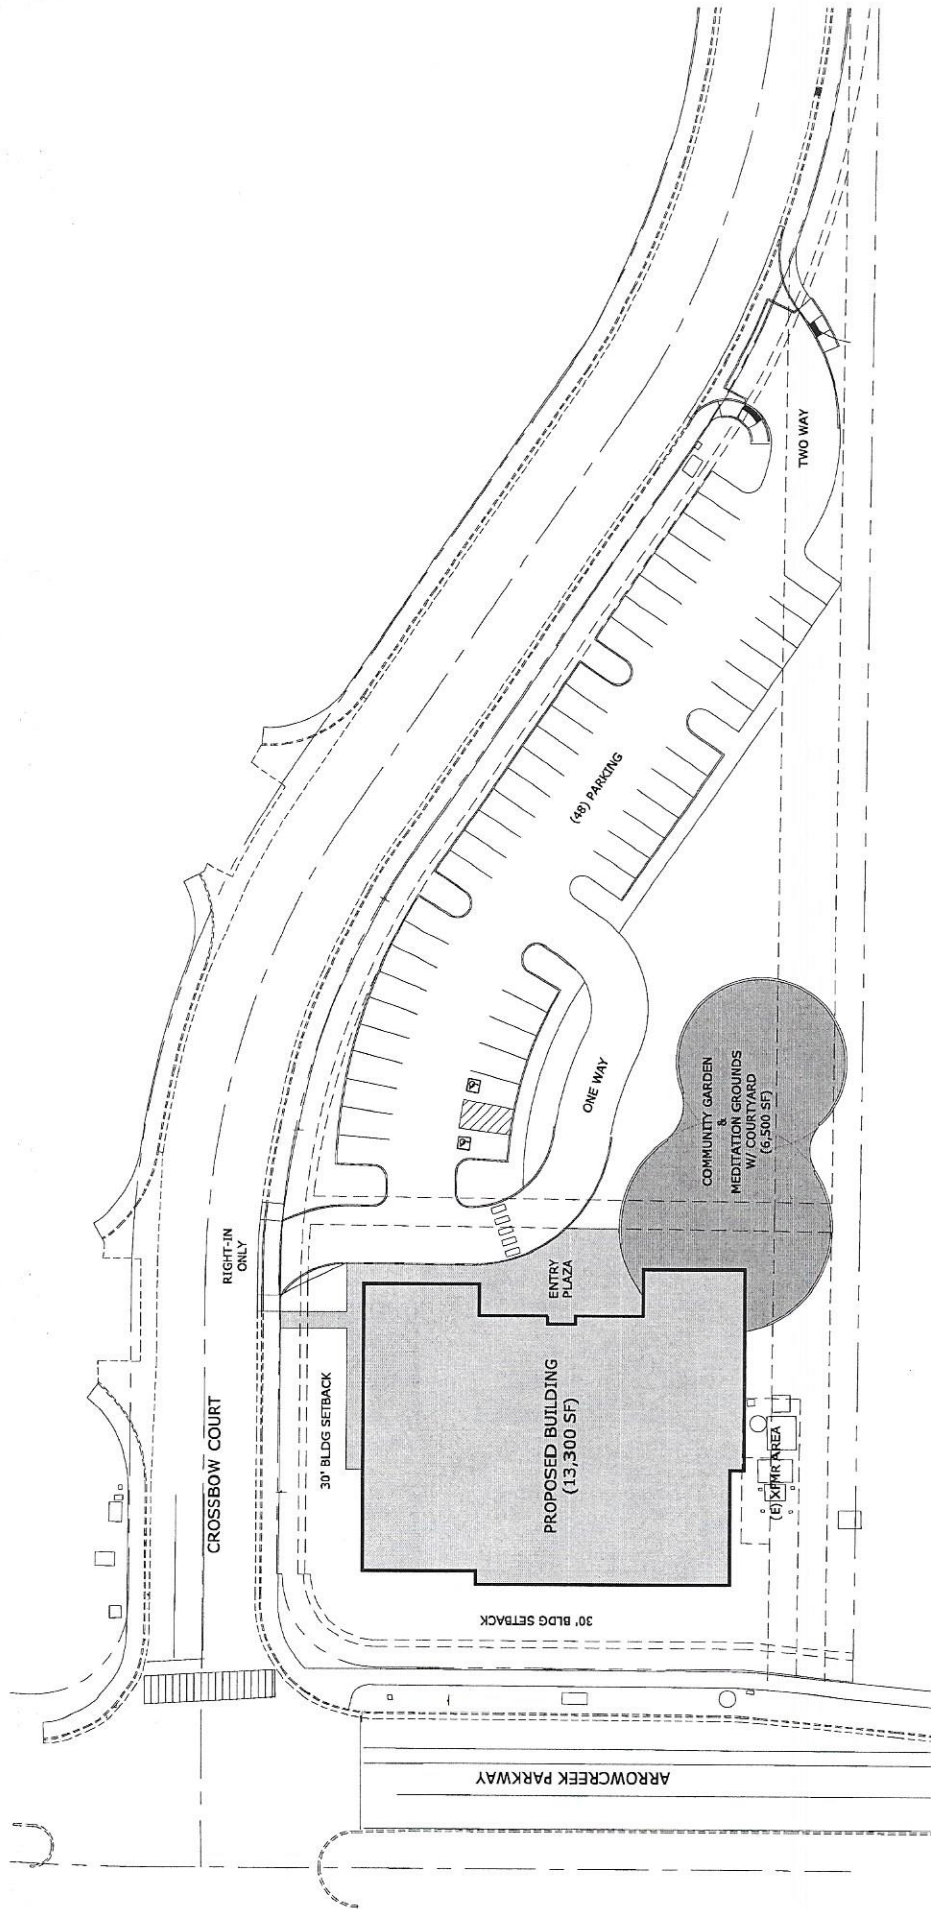 TWO WAY
(48) PARKING
ONE WAY
COMMUNITY GARDEN
&
MEDITATION GROUNDS
W/ COURTYARD
(6,500 SF)
RIGHT-IN
ONLY
ENTRY
PLAZA
CROSSBOW COURT
30' BLDG SETBACK
PROPOSED BUILDING
(13,300 SF)
(E) XFMR AREA
30' BLDG SETBACK
ARROWCREEK PARKWAY